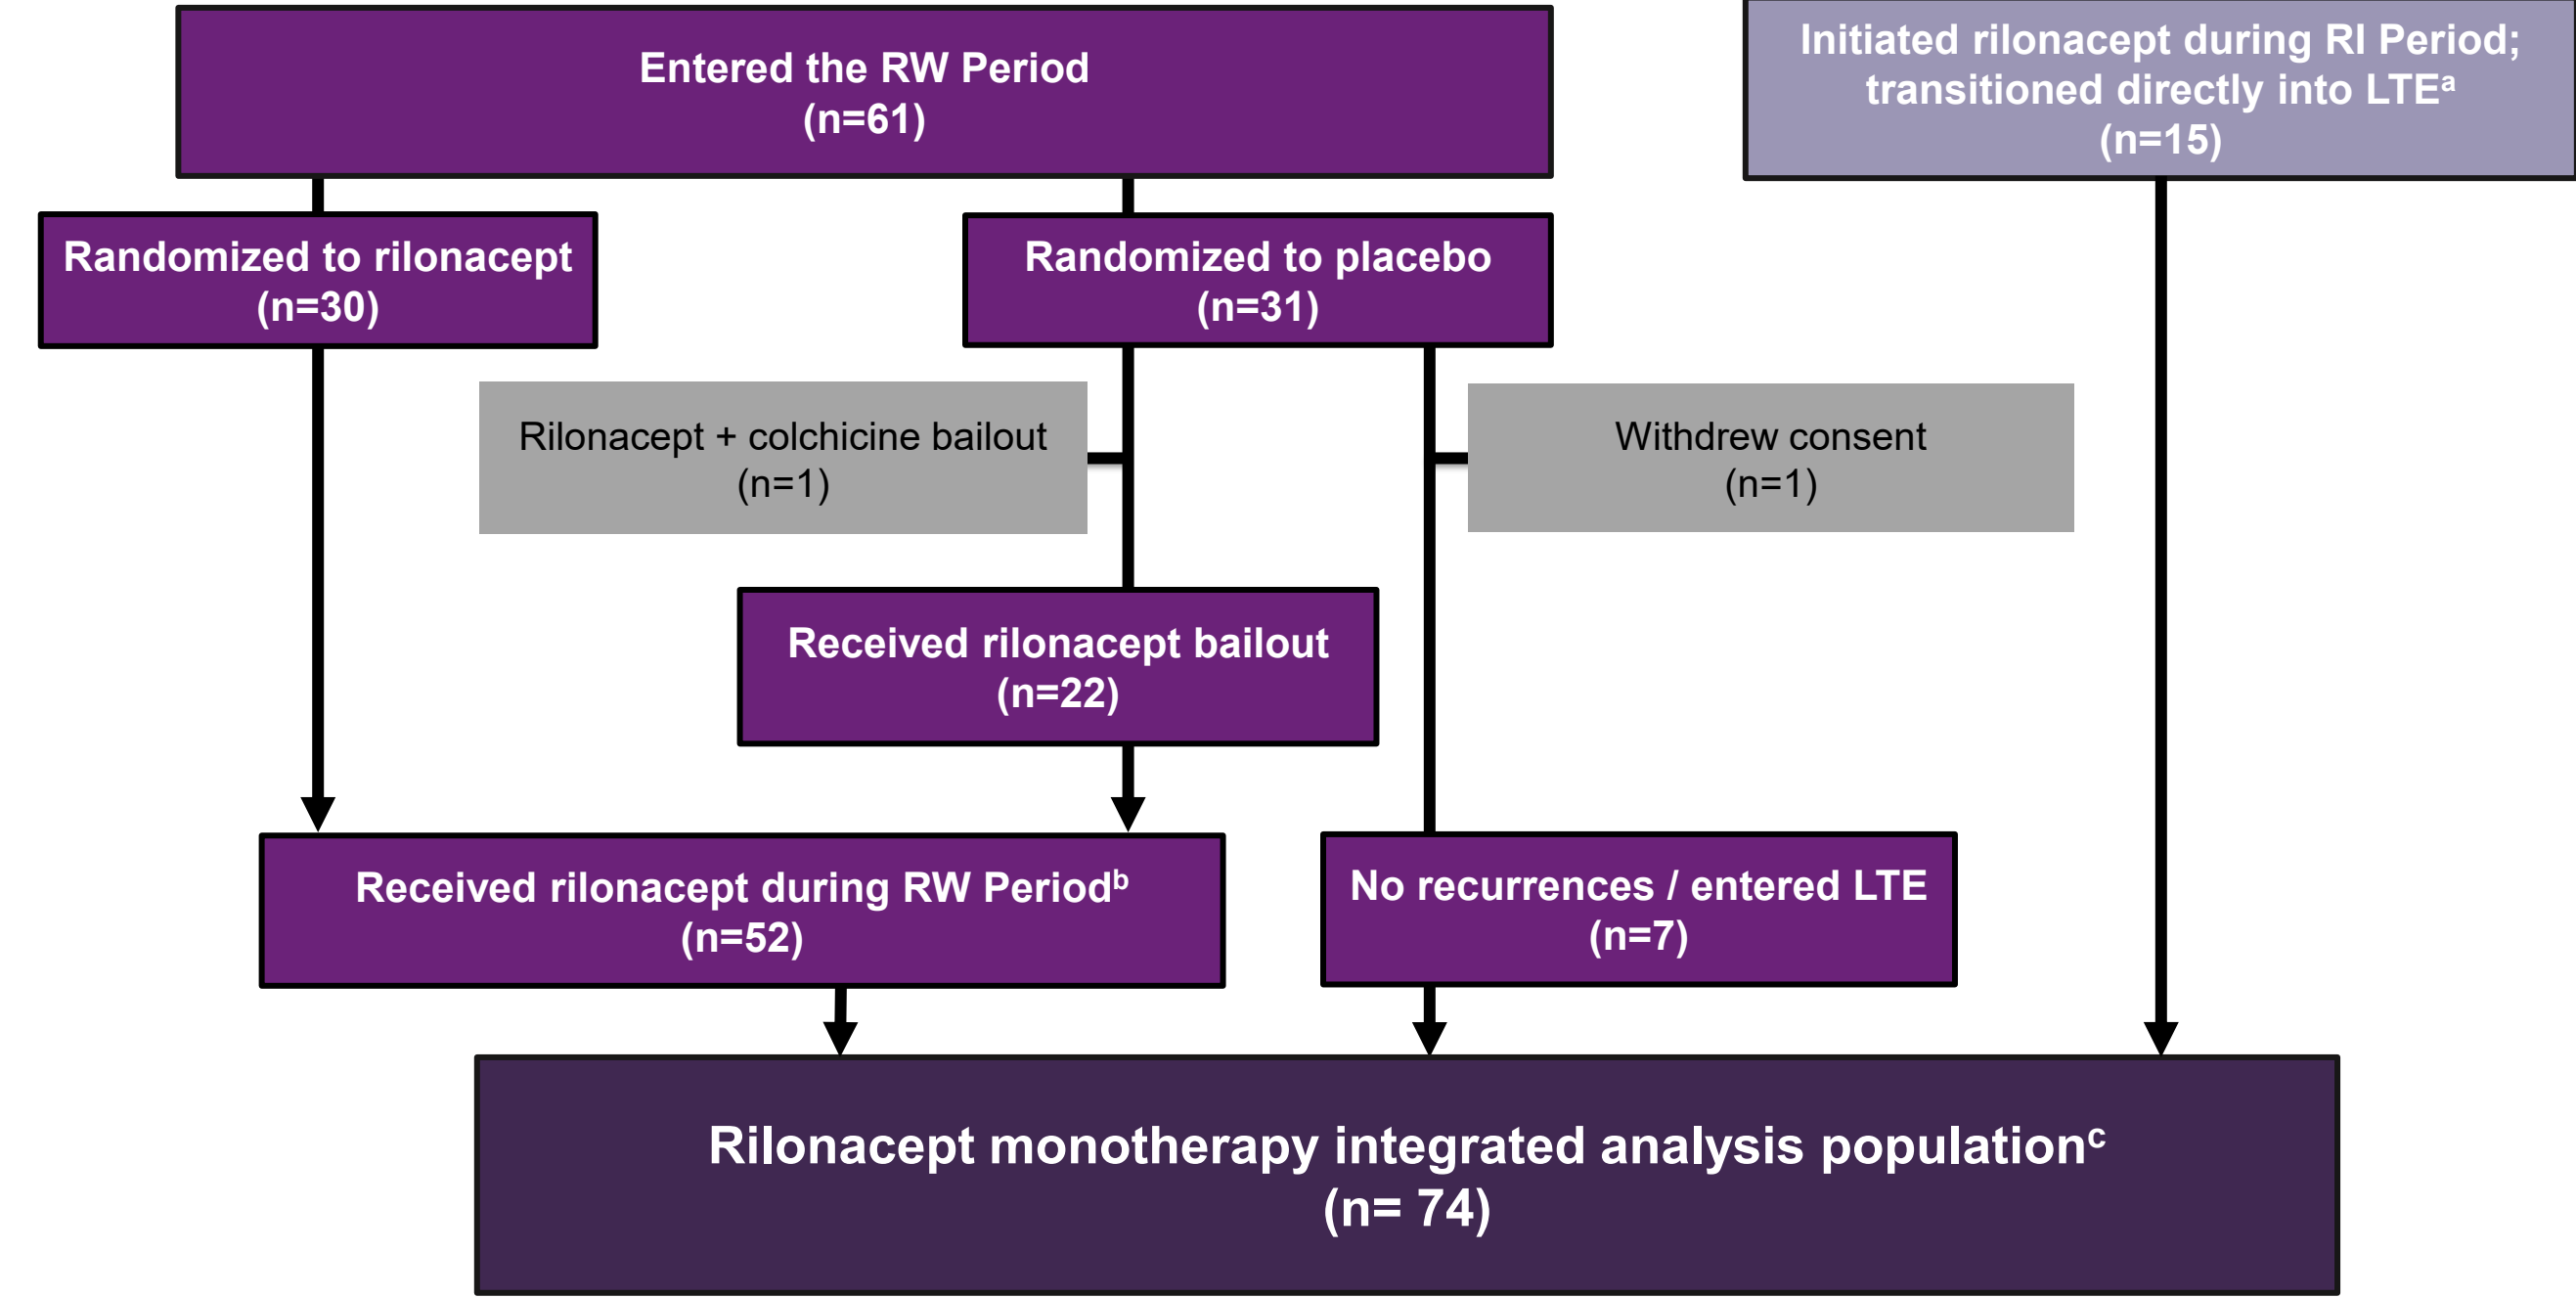 Entered the RW Period
(n=61)
Initiated rilonacept during RI Period;
transitioned directly into LTEᵃ
(n=15)
Randomized to rilonacept
(n=30)
Randomized to placebo
(n=31)
Rilonacept + colchicine bailout
(n=1)
Withdrew consent
(n=1)
Received rilonacept bailout
(n=22)
Received rilonacept during RW Periodᵇ
(n=52)
No recurrences / entered LTE
(n=7)
Rilonacept monotherapy integrated analysis populationᶜ
(n= 74)